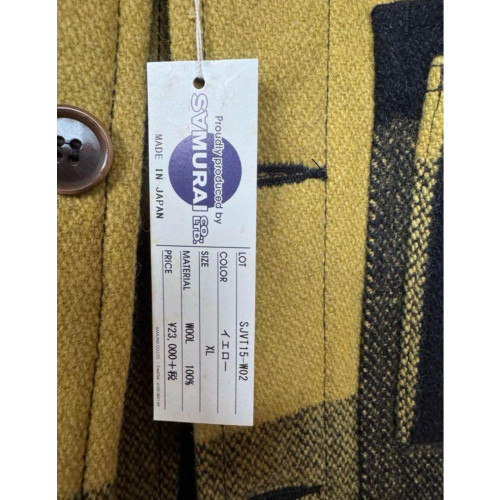 Proudly produced by
SAMURAI CO. LTD.
MADE IN JAPAN
LOT SJVT15-W02
COLOR イエロー
SIZE XL
MATERIAL WOOL 100%
PRICE ¥23,000+税